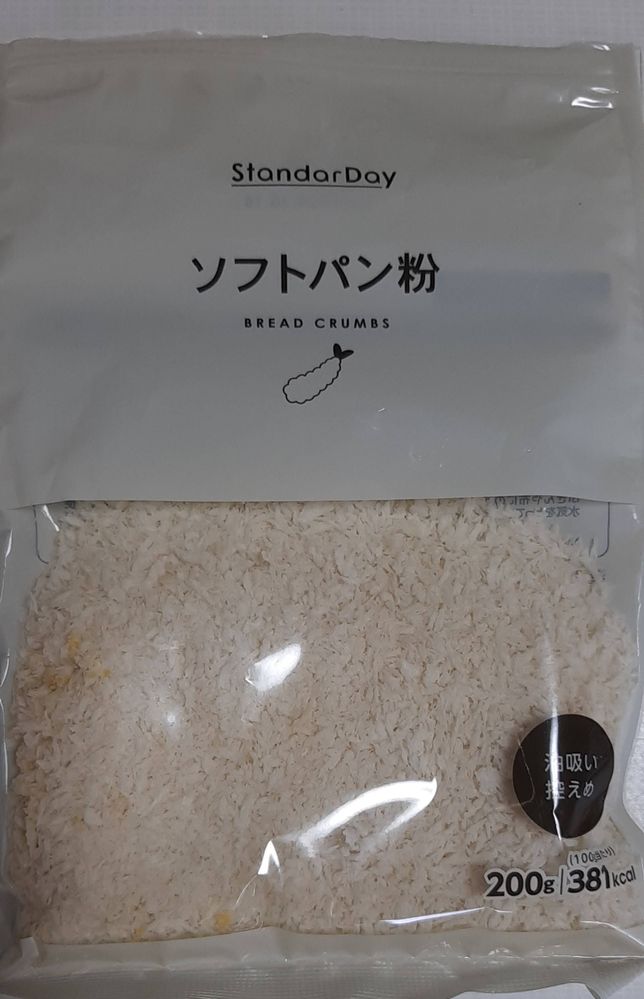 StandarDay
ソフトパン粉
BREAD CRUMBS
油吸い
控えめ
(100g当たり)
200g/381kcal